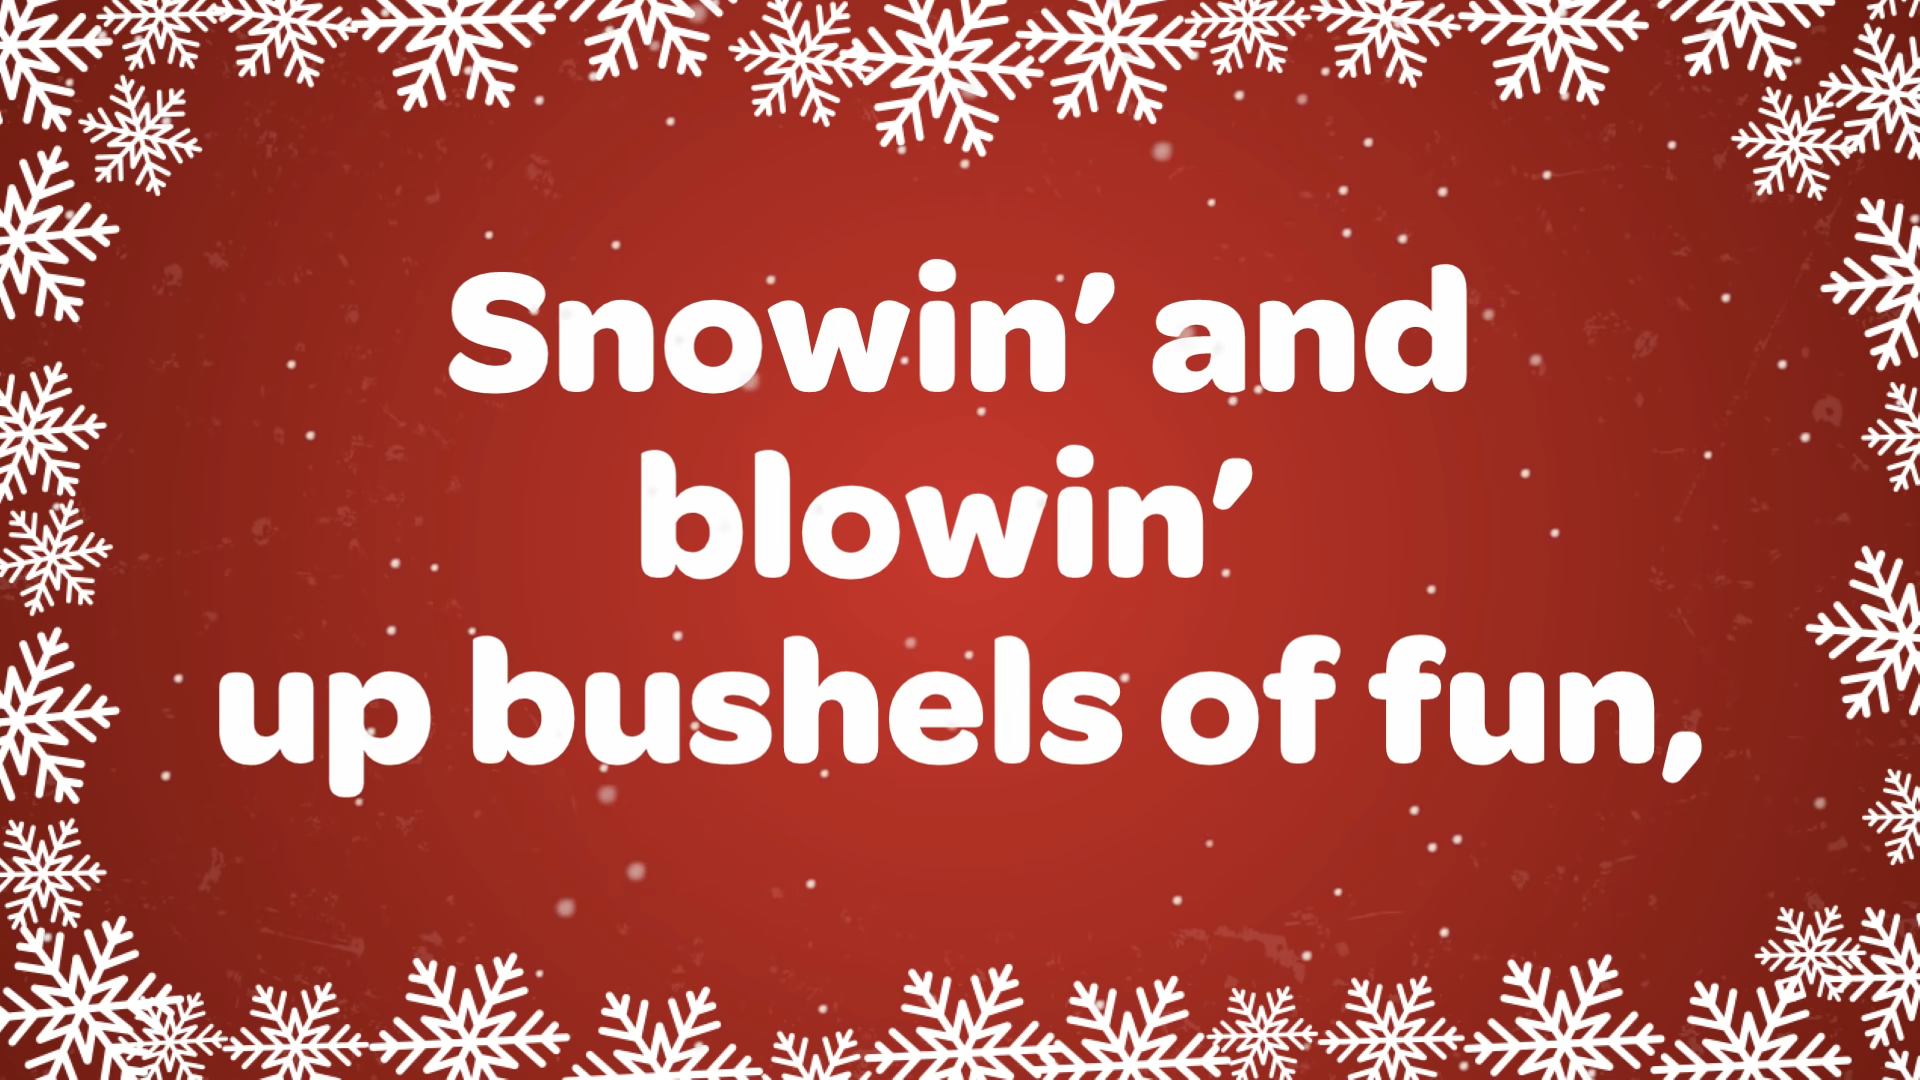 Snowin’ and
blowin’
up bushels of fun,